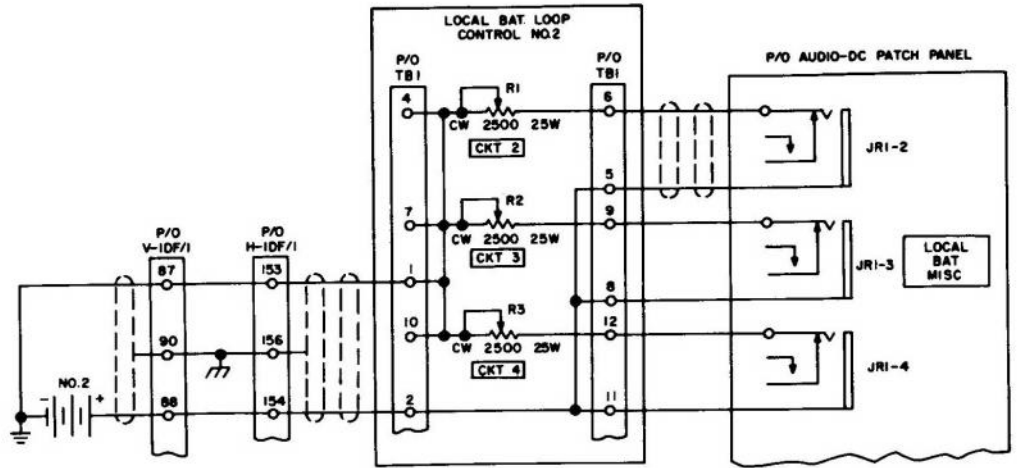 LOCAL BAT. LOOP
CONTROL NO.2
P/O AUDIO-DC PATCH PANEL
P/O
TB1
P/O
TB1
4
R1
6
CW 2500 25W
CKT 2
JR1-2
5
7
R2
9
CW 2500 25W
CKT 3
P/O
V-IDF/1
P/O
H-IDF/1
87
153
1
8
JR1-3
LOCAL
BAT
MISC
10
R3
12
CW 2500 25W
CKT 4
90
156
JR1-4
NO.2
- +
88
154
2
11